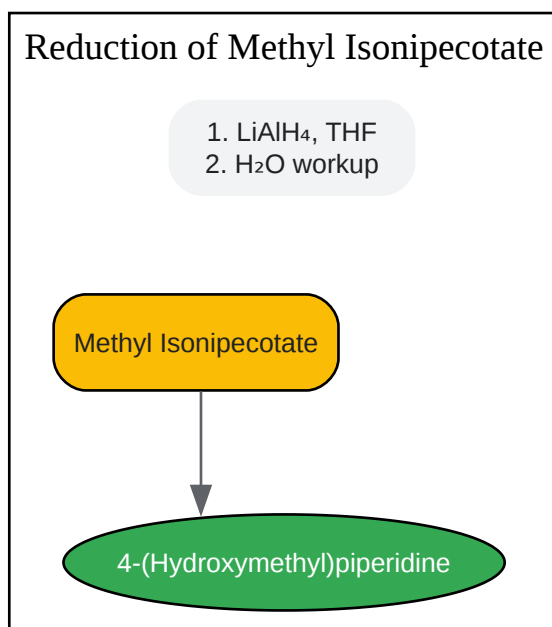 Reduction of Methyl Isonipecotate
1. LiAlH₄, THF
2. H₂O workup
Methyl Isonipecotate
4-(Hydroxymethyl)piperidine